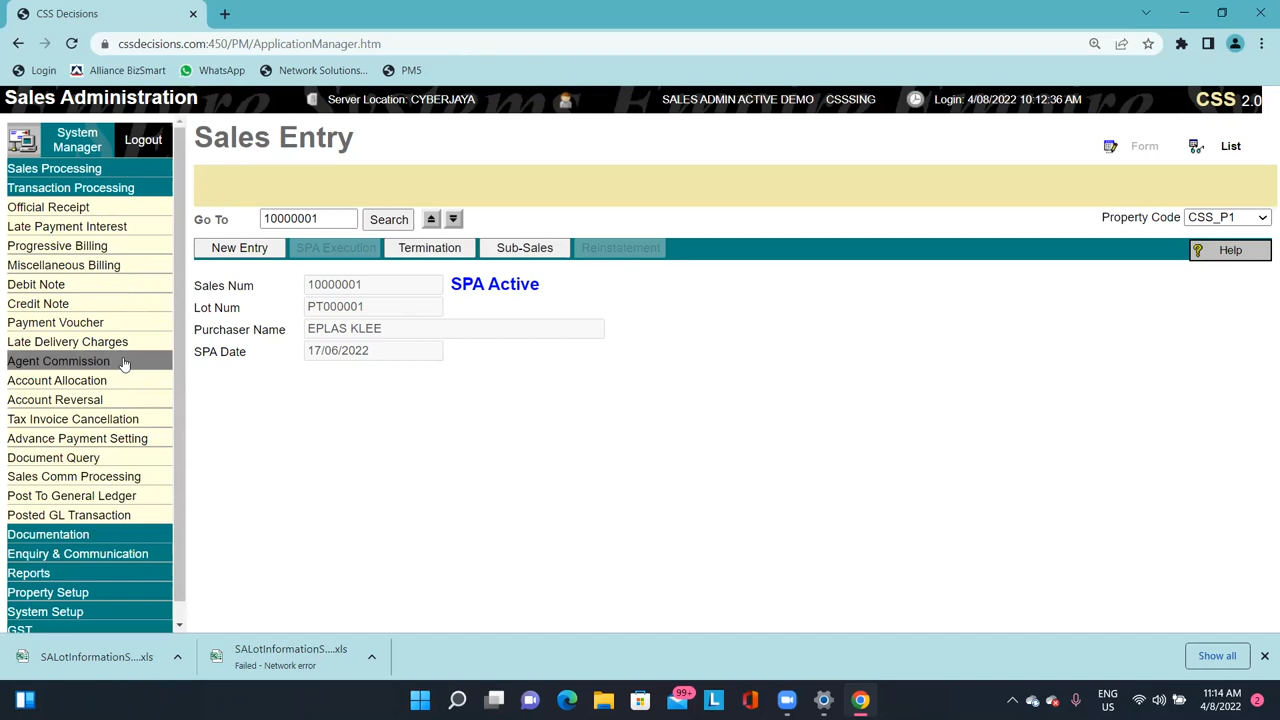 CSS Decisions
cssdecisions.com:450/PM/ApplicationManager.htm
Login
Alliance BizSmart
WhatsApp
Network Solutions...
PM5
Sales Administration
Server Location: CYBERJAYA
SALES ADMIN ACTIVE DEMO
CSSSING
Login: 4/08/2022 10:12:36 AM
CSS 2.0
System Manager
Logout
Sales Processing
Transaction Processing
Official Receipt
Late Payment Interest
Progressive Billing
Miscellaneous Billing
Debit Note
Credit Note
Payment Voucher
Late Delivery Charges
Agent Commission
Account Allocation
Account Reversal
Tax Invoice Cancellation
Advance Payment Setting
Document Query
Sales Comm Processing
Post To General Ledger
Posted GL Transaction
Documentation
Enquiry & Communication
Reports
Property Setup
System Setup
GST
Sales Entry
Form
List
Go To
10000001
Search
Property Code
CSS_P1
New Entry
SPA Execution
Termination
Sub-Sales
Reinstatement
Help
Sales Num
10000001
SPA Active
Lot Num
PT000001
Purchaser Name
EPLAS KLEE
SPA Date
17/06/2022
SALotInformationS....xls
SALotInformationS....xls
Failed - Network error
Show all
99+
L
ENG
US
11:14 AM
4/8/2022
2